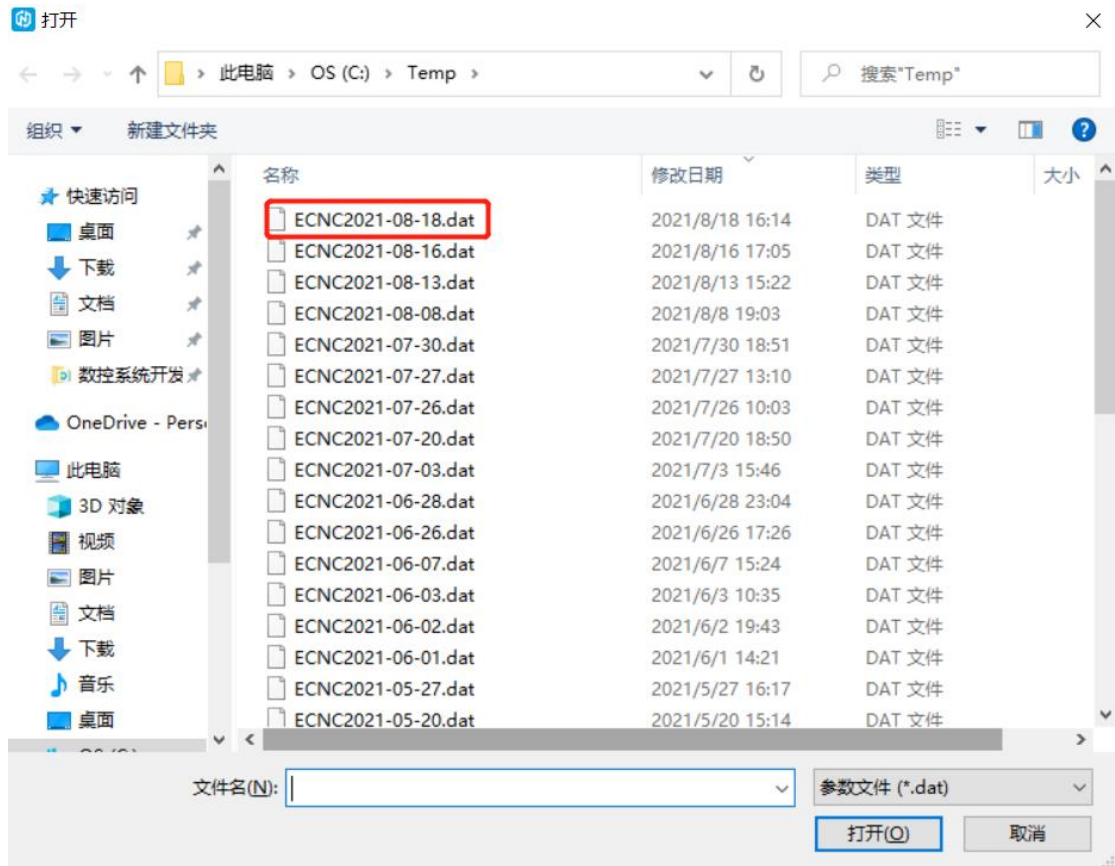 打开
此电脑 > OS (C:) > Temp >
搜索"Temp"
组织 新建文件夹
名称 修改日期 类型 大小
快速访问
桌面
下载
文档
图片
数控系统开发
OneDrive - Pers
此电脑
3D 对象
视频
图片
文档
下载
音乐
桌面
ECNC2021-08-18.dat 2021/8/18 16:14 DAT 文件
ECNC2021-08-16.dat 2021/8/16 17:05 DAT 文件
ECNC2021-08-13.dat 2021/8/13 15:22 DAT 文件
ECNC2021-08-08.dat 2021/8/8 19:03 DAT 文件
ECNC2021-07-30.dat 2021/7/30 18:51 DAT 文件
ECNC2021-07-27.dat 2021/7/27 13:10 DAT 文件
ECNC2021-07-26.dat 2021/7/26 10:03 DAT 文件
ECNC2021-07-20.dat 2021/7/20 18:50 DAT 文件
ECNC2021-07-03.dat 2021/7/3 15:46 DAT 文件
ECNC2021-06-28.dat 2021/6/28 23:04 DAT 文件
ECNC2021-06-26.dat 2021/6/26 17:26 DAT 文件
ECNC2021-06-07.dat 2021/6/7 15:24 DAT 文件
ECNC2021-06-03.dat 2021/6/3 10:35 DAT 文件
ECNC2021-06-02.dat 2021/6/2 19:43 DAT 文件
ECNC2021-06-01.dat 2021/6/1 14:21 DAT 文件
ECNC2021-05-27.dat 2021/5/27 16:17 DAT 文件
ECNC2021-05-20.dat 2021/5/20 15:14 DAT 文件
文件名(N):
参数文件 (*.dat)
打开(O) 取消